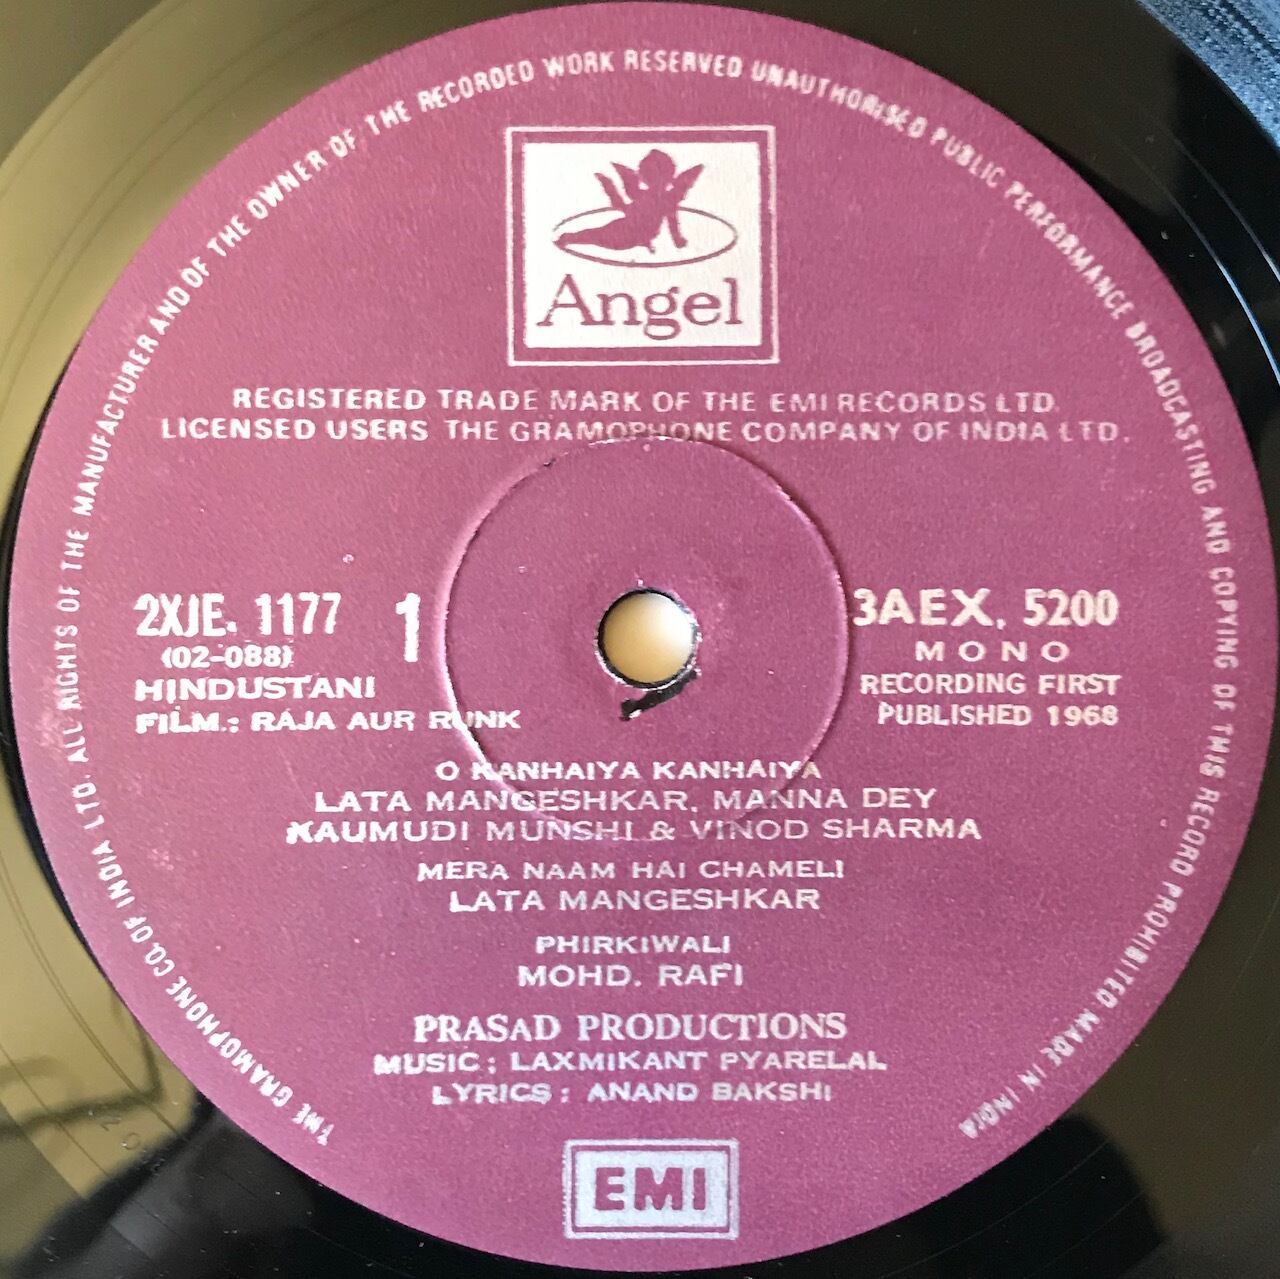 THE GRAMOPHONE CO. OF INDIA LTD. ALL RIGHTS OF THE MANUFACTURER AND OF THE OWNER OF THE RECORDED WORK RESERVED UNAUTHORISED PUBLIC PERFORMANCE BROADCASTING AND COPYING OF THIS RECORD PROHIBITED MADE IN INDIA
Angel
REGISTERED TRADE MARK OF THE EMI RECORDS LTD.
LICENSED USERS THE GRAMOPHONE COMPANY OF INDIA LTD.
2XJE. 1177 1 3AEX. 5200
(02-088) MONO
HINDUSTANI RECORDING FIRST
FILM.: RAJA AUR RUNK PUBLISHED 1968
O KANHAIYA KANHAIYA
LATA MANGESHKAR, MANNA DEY
KAUMUDI MUNSHI & VINOD SHARMA
MERA NAAM HAI CHAMELI
LATA MANGESHKAR
PHIRKIWALI
MOHD. RAFI
PRASAD PRODUCTIONS
MUSIC : LAXMIKANT PYARELAL
LYRICS : ANAND BAKSHI
EMI